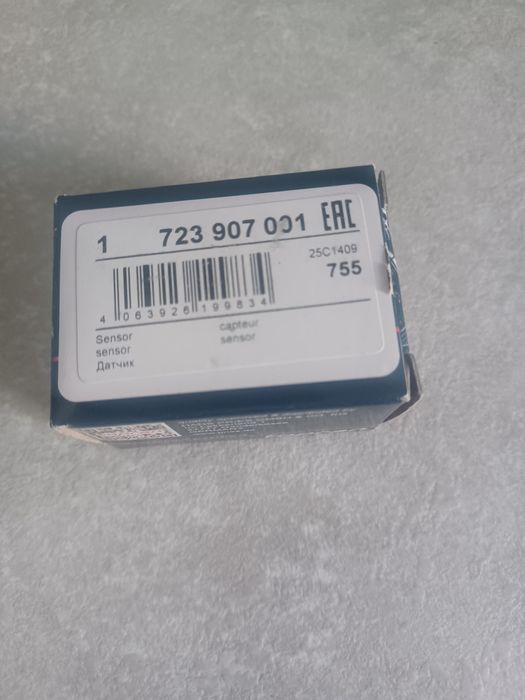 1 723 907 001 EAC
25C1409
755
4 063926 199834
Sensor capteur
sensor sensor
Датчик